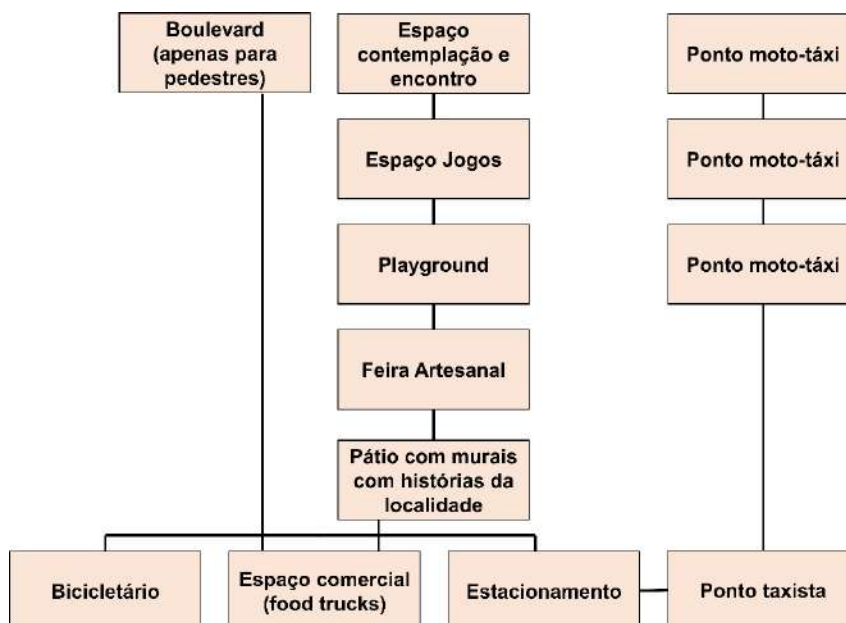 Boulevard
(apenas para
pedestres)
Espaço
contemplação e
encontro
Ponto moto-táxi
Espaço Jogos
Ponto moto-táxi
Playground
Ponto moto-táxi
Feira Artesanal
Pátio com murais
com histórias da
localidade
Bicicletário
Espaço comercial
(food trucks)
Estacionamento
Ponto taxista